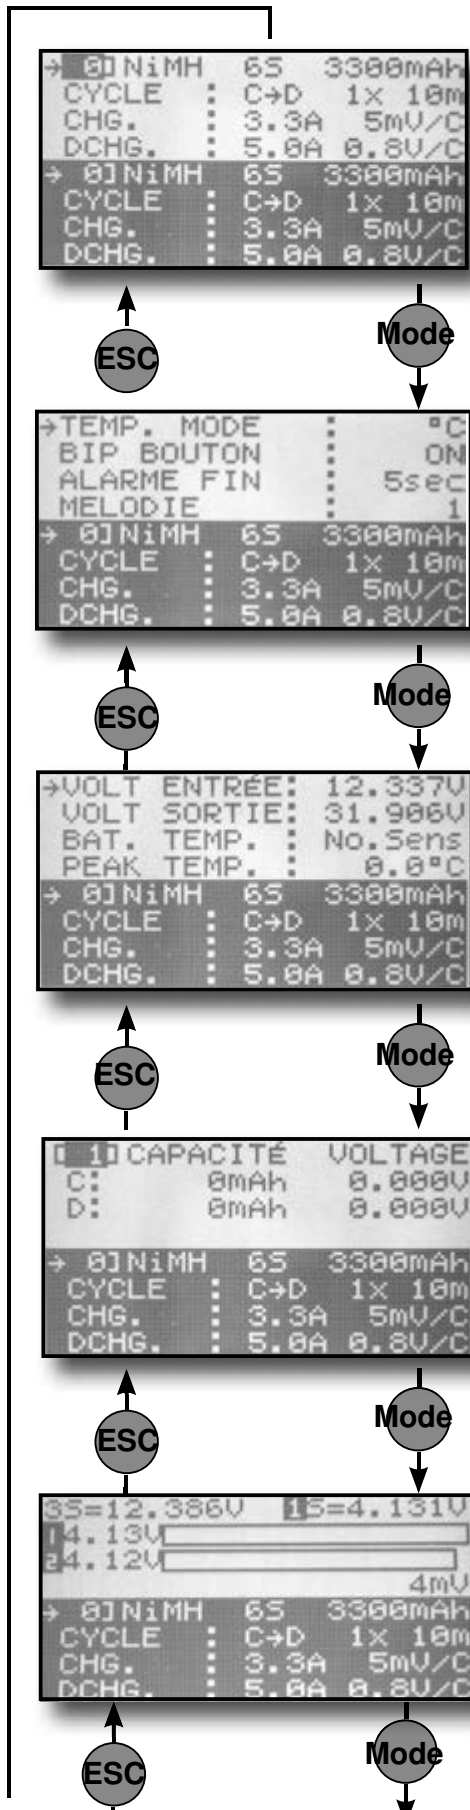 → 0]NiMH 6S 3300mAh
CYCLE : C→D 1× 10m
CHG. : 3.3A 5mV/C
DCHG. : 5.0A 0.8V/C
→ 0]NiMH 6S 3300mAh
CYCLE : C→D 1× 10m
CHG. : 3.3A 5mV/C
DCHG. : 5.0A 0.8V/C
ESC Mode
→TEMP. MODE : °C
BIP BOUTON : ON
ALARME FIN : 5sec
MELODIE : 1
→ 0]NiMH 6S 3300mAh
CYCLE : C→D 1× 10m
CHG. : 3.3A 5mV/C
DCHG. : 5.0A 0.8V/C
ESC Mode
→VOLT ENTRÉE: 12.337V
VOLT SORTIE: 31.906V
BAT. TEMP. : No.Sens
PEAK TEMP. : 0.0°C
→ 0]NiMH 6S 3300mAh
CYCLE : C→D 1× 10m
CHG. : 3.3A 5mV/C
DCHG. : 5.0A 0.8V/C
ESC Mode
[ 1] CAPACITÉ VOLTAGE
C: 0mAh 0.000V
D: 0mAh 0.000V
→ 0]NiMH 6S 3300mAh
CYCLE : C→D 1× 10m
CHG. : 3.3A 5mV/C
DCHG. : 5.0A 0.8V/C
ESC Mode
3S=12.386V 1S=4.131V
1 4.13V
2 4.12V
4mV
→ 0]NiMH 6S 3300mAh
CYCLE : C→D 1× 10m
CHG. : 3.3A 5mV/C
DCHG. : 5.0A 0.8V/C
ESC Mode